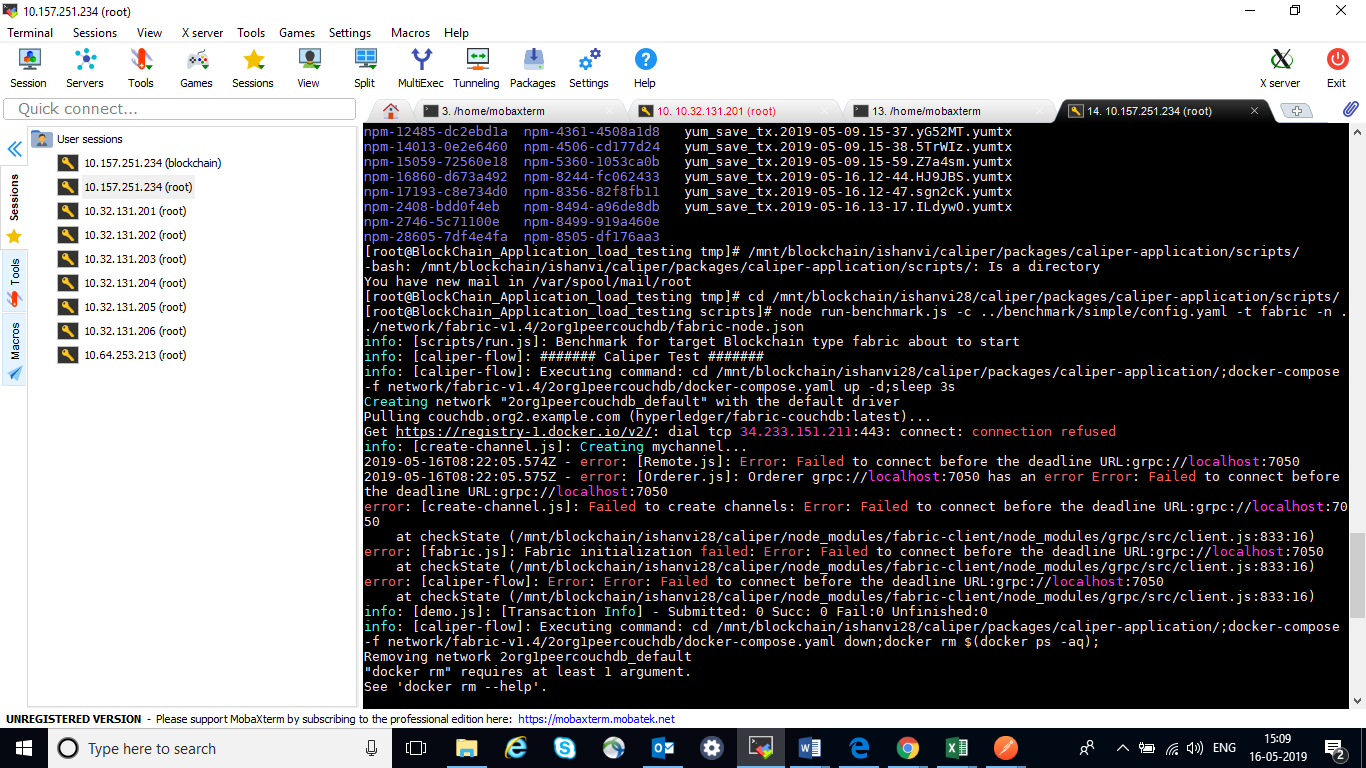 10.157.251.234 (root)
Terminal Sessions View X server Tools Games Settings Macros Help
Session Servers Tools Games Sessions View Split MultiExec Tunneling Packages Settings Help X server Exit
Quick connect...
3. /home/mobaxterm
10. 10.32.131.201 (root)
13. /home/mobaxterm
14. 10.157.251.234 (root)
Sessions
Tools
Macros
User sessions
10.157.251.234 (blockchain)
10.157.251.234 (root)
10.32.131.201 (root)
10.32.131.202 (root)
10.32.131.203 (root)
10.32.131.204 (root)
10.32.131.205 (root)
10.32.131.206 (root)
10.64.253.213 (root)
npm-12485-dc2ebd1a npm-4361-4508a1d8 yum_save_tx.2019-05-09.15-37.yG52MT.yumtx
npm-14013-0e2e6460 npm-4506-cd177d24 yum_save_tx.2019-05-09.15-38.5TrWIz.yumtx
npm-15059-72560e18 npm-5360-1053ca0b yum_save_tx.2019-05-09.15-59.Z7a4sm.yumtx
npm-16860-d673a492 npm-8244-fc062433 yum_save_tx.2019-05-16.12-44.HJ9JBS.yumtx
npm-17193-c8e734d0 npm-8356-82f8fb11 yum_save_tx.2019-05-16.12-47.sgn2cK.yumtx
npm-2408-bdd0f4eb npm-8494-a96de8db yum_save_tx.2019-05-16.13-17.ILdywO.yumtx
npm-2746-5c71100e npm-8499-919a460e
npm-28605-7df4e4fa npm-8505-df176aa3
[root@BlockChain_Application_load_testing tmp]# /mnt/blockchain/ishanvi/caliper/packages/caliper-application/scripts/
-bash: /mnt/blockchain/ishanvi/caliper/packages/caliper-application/scripts/: Is a directory
You have new mail in /var/spool/mail/root
[root@BlockChain_Application_load_testing tmp]# cd /mnt/blockchain/ishanvi28/caliper/packages/caliper-application/scripts/
[root@BlockChain_Application_load_testing scripts]# node run-benchmark.js -c ../benchmark/simple/config.yaml -t fabric -n .
./network/fabric-v1.4/2org1peercouchdb/fabric-node.json
info: [scripts/run.js]: Benchmark for target Blockchain type fabric about to start
info: [caliper-flow]: ####### Caliper Test #######
info: [caliper-flow]: Executing command: cd /mnt/blockchain/ishanvi28/caliper/packages/caliper-application/;docker-compose
-f network/fabric-v1.4/2org1peercouchdb/docker-compose.yaml up -d;sleep 3s
Creating network "2org1peercouchdb_default" with the default driver
Pulling couchdb.org2.example.com (hyperledger/fabric-couchdb:latest)...
Get https://registry-1.docker.io/v2/: dial tcp 34.233.151.211:443: connect: connection refused
info: [create-channel.js]: Creating mychannel...
2019-05-16T08:22:05.574Z - error: [Remote.js]: Error: Failed to connect before the deadline URL:grpc://localhost:7050
2019-05-16T08:22:05.575Z - error: [Orderer.js]: Orderer grpc://localhost:7050 has an error Error: Failed to connect before
the deadline URL:grpc://localhost:7050
error: [create-channel.js]: Failed to create channels: Error: Failed to connect before the deadline URL:grpc://localhost:70
50
at checkState (/mnt/blockchain/ishanvi28/caliper/node_modules/fabric-client/node_modules/grpc/src/client.js:833:16)
error: [fabric.js]: Fabric initialization failed: Error: Failed to connect before the deadline URL:grpc://localhost:7050
at checkState (/mnt/blockchain/ishanvi28/caliper/node_modules/fabric-client/node_modules/grpc/src/client.js:833:16)
error: [caliper-flow]: Error: Error: Failed to connect before the deadline URL:grpc://localhost:7050
at checkState (/mnt/blockchain/ishanvi28/caliper/node_modules/fabric-client/node_modules/grpc/src/client.js:833:16)
info: [demo.js]: [Transaction Info] - Submitted: 0 Succ: 0 Fail:0 Unfinished:0
info: [caliper-flow]: Executing command: cd /mnt/blockchain/ishanvi28/caliper/packages/caliper-application/;docker-compose
-f network/fabric-v1.4/2org1peercouchdb/docker-compose.yaml down;docker rm $(docker ps -aq);
Removing network 2org1peercouchdb_default
"docker rm" requires at least 1 argument.
See 'docker rm --help'.
UNREGISTERED VERSION - Please support MobaXterm by subscribing to the professional edition here: https://mobaxterm.mobatek.net
Type here to search
ENG
15:09
16-05-2019
2